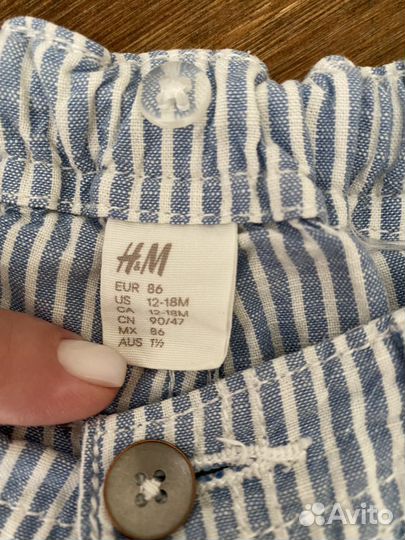 H&M
EUR 86
US 12-18M
CA 12-18M
CN 90/47
MX 86
AUS 1½
Avito